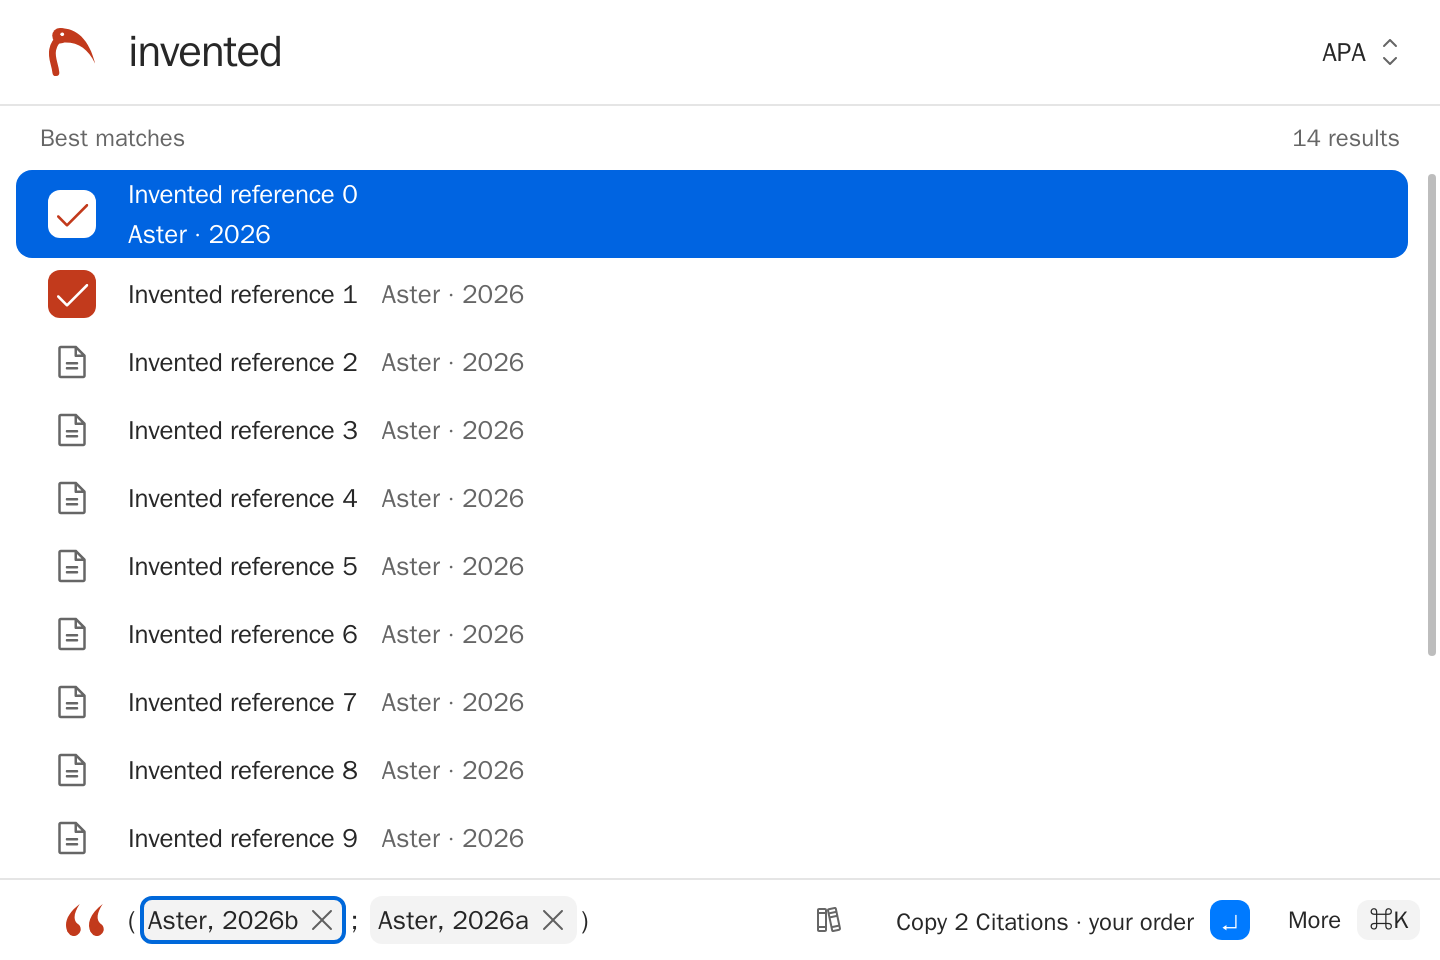 invented
APA
Best matches
14 results
Invented reference 0
Aster · 2026
Invented reference 1 Aster · 2026
Invented reference 2 Aster · 2026
Invented reference 3 Aster · 2026
Invented reference 4 Aster · 2026
Invented reference 5 Aster · 2026
Invented reference 6 Aster · 2026
Invented reference 7 Aster · 2026
Invented reference 8 Aster · 2026
Invented reference 9 Aster · 2026
(Aster, 2026b ; Aster, 2026a )
Copy 2 Citations · your order
More ⌘K